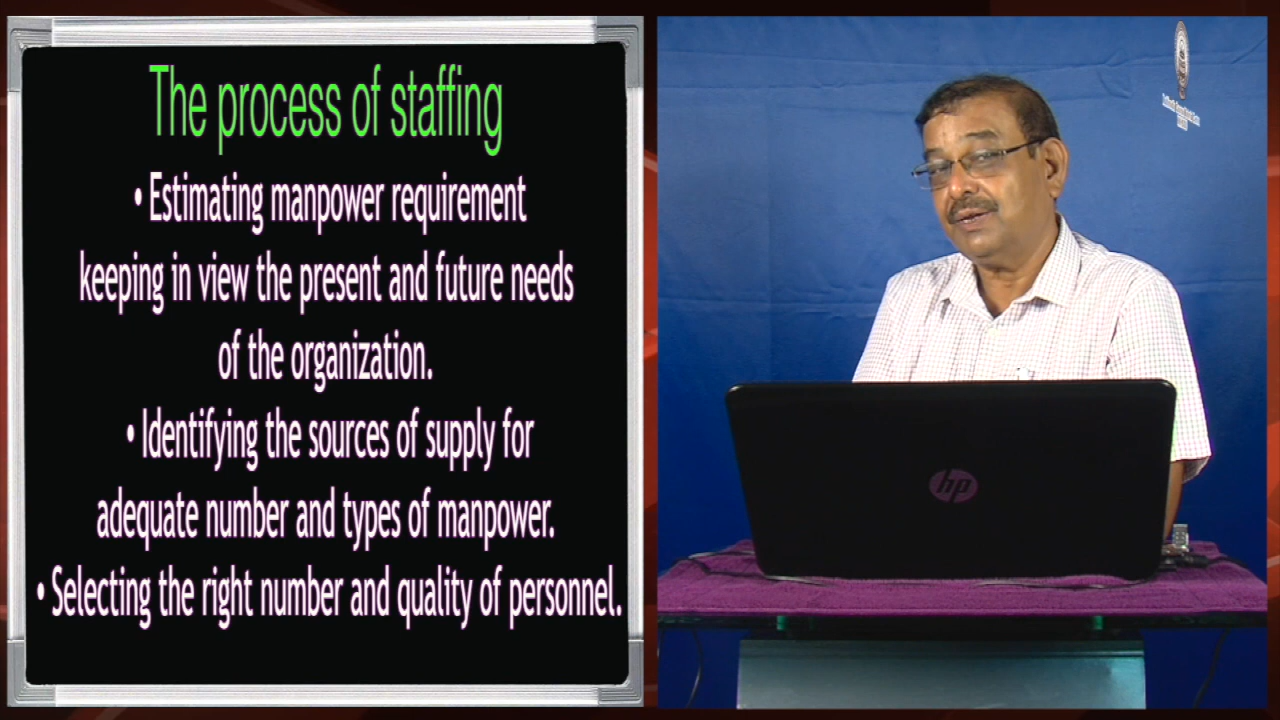 The process of staffing
• Estimating manpower requirement
keeping in view the present and future needs
of the organization.
• Identifying the sources of supply for
adequate number and types of manpower.
• Selecting the right number and quality of personnel.
hp